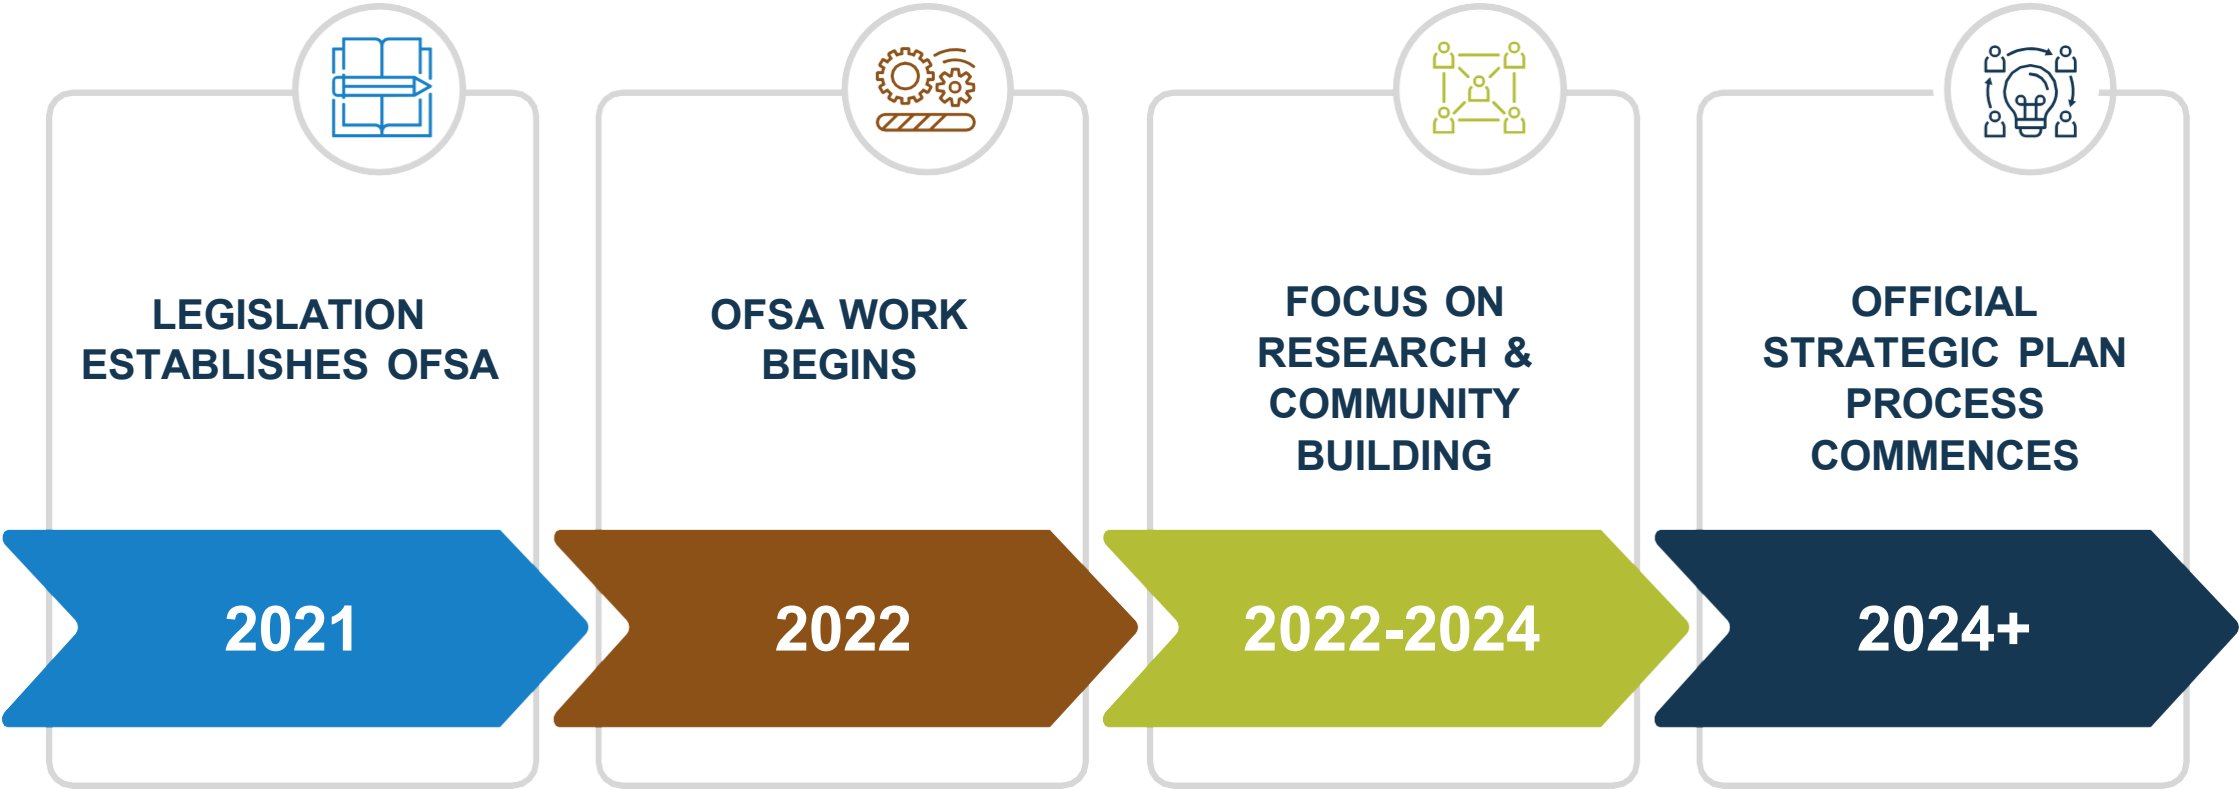 LEGISLATION
ESTABLISHES OFSA
2021
OFSA WORK
BEGINS
2022
FOCUS ON
RESEARCH &
COMMUNITY
BUILDING
2022-2024
OFFICIAL
STRATEGIC PLAN
PROCESS
COMMENCES
2024+